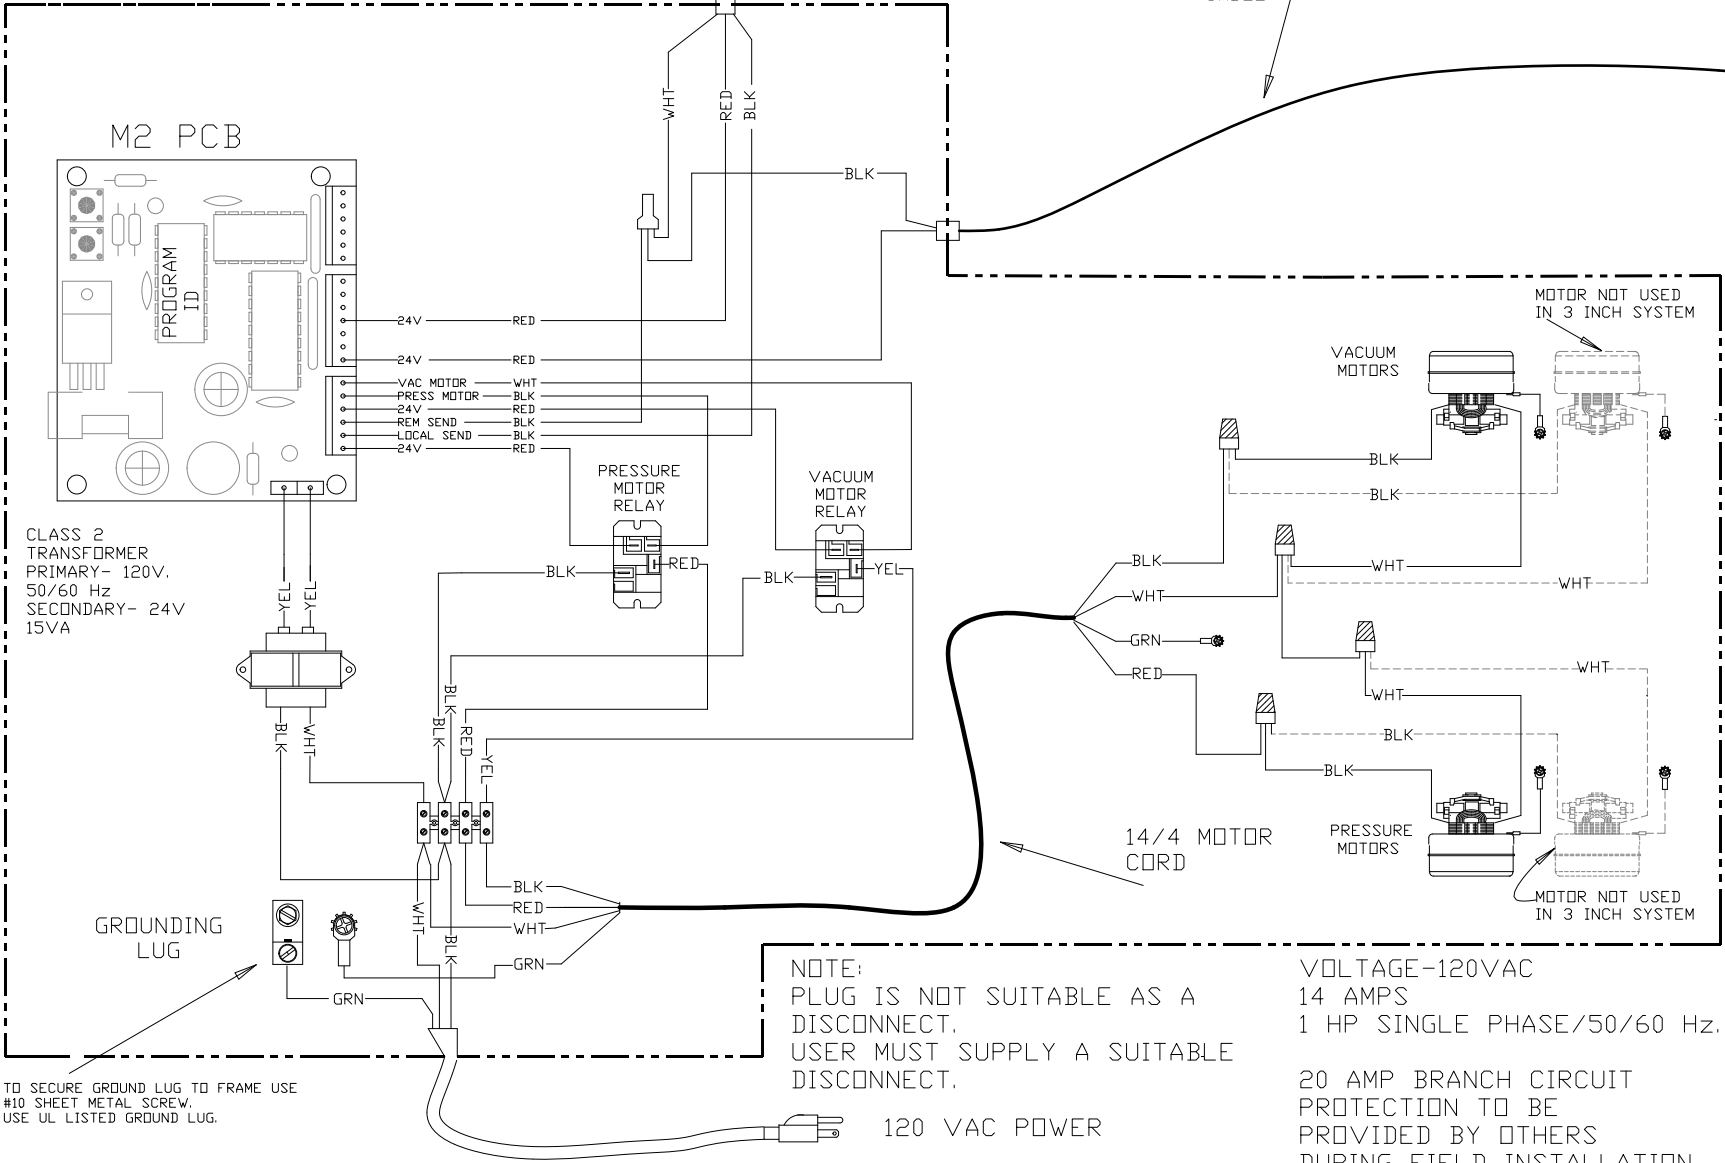 WHT
RED
BLK
M2 PCB
BLK
PROGRAM
ID
24V
RED
24V
RED
VAC MOTOR
WHT
PRESS MOTOR
BLK
24V
RED
REM SEND
BLK
LOCAL SEND
BLK
24V
RED
PRESSURE
MOTOR
RELAY
VACUUM
MOTOR
RELAY
BLK
RED
BLK
YEL
CLASS 2
TRANSFORMER
PRIMARY- 120V.
50/60 Hz
SECONDARY- 24V
15VA
YEL
YEL
BLK
WHT
BLK
BLK
RED
YEL
MOTOR NOT USED
IN 3 INCH SYSTEM
VACUUM
MOTORS
BLK
BLK
BLK
WHT
WHT
WHT
GRN
RED
WHT
WHT
BLK
BLK
PRESSURE
MOTORS
MOTOR NOT USED
IN 3 INCH SYSTEM
14/4 MOTOR
CORD
BLK
RED
WHT
GRN
WHT
BLK
GROUNDING
LUG
GRN
TO SECURE GROUND LUG TO FRAME USE
#10 SHEET METAL SCREW.
USE UL LISTED GROUND LUG.
NOTE:
PLUG IS NOT SUITABLE AS A
DISCONNECT.
USER MUST SUPPLY A SUITABLE
DISCONNECT.
120 VAC POWER
VOLTAGE-120VAC
14 AMPS
1 HP SINGLE PHASE/50/60 Hz.
20 AMP BRANCH CIRCUIT
PROTECTION TO BE
PROVIDED BY OTHERS
DURING FIELD INSTALLATION